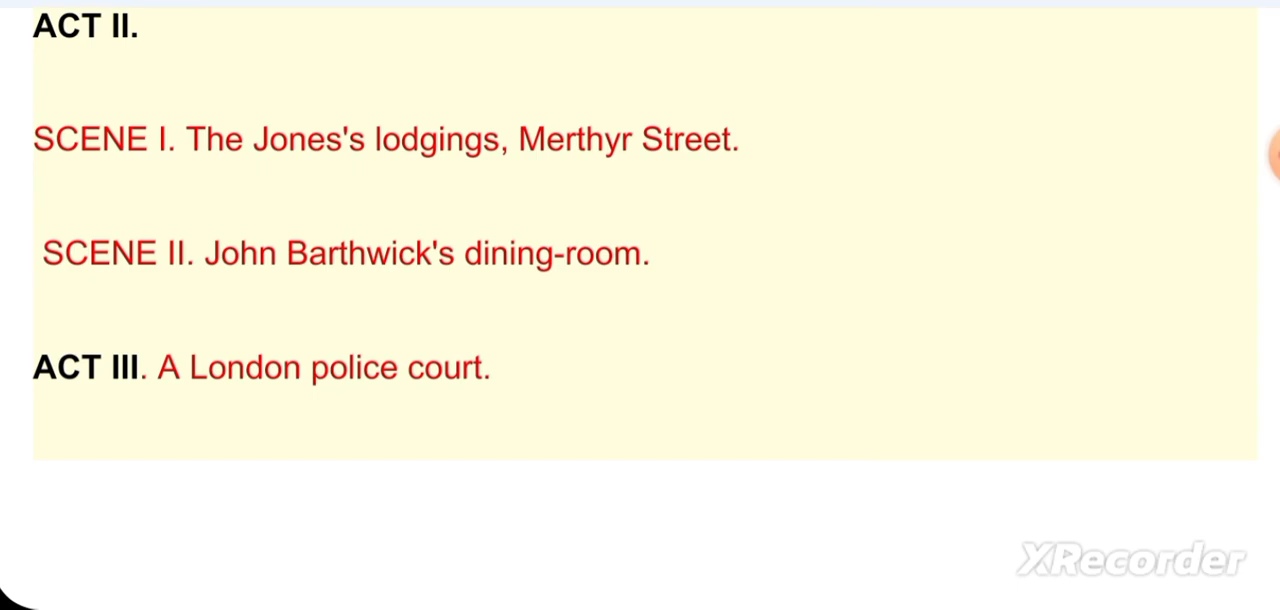 ACT II.
SCENE I. The Jones's lodgings, Merthyr Street.
SCENE II. John Barthwick's dining-room.
ACT III. A London police court.
XRecorder